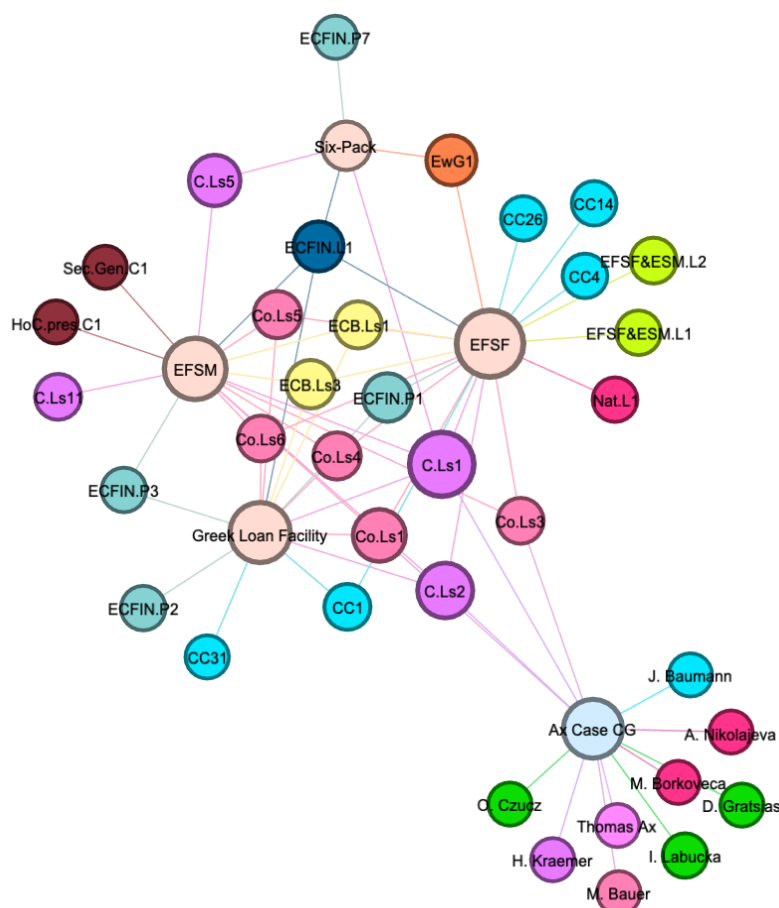 ECFIN.P7
Six-Pack
EwG1
C.Ls5
CC14
CC26
ECFIN.L1
Sec.Gen.C1
EFSF&ESM.L2
CC4
Co.Ls5
ECB.Ls1
HoC.pres.C1
EFSF&ESM.L1
EFSF
EFSM
ECB.Ls3
C.Ls11
ECFIN.P1
Nat.L1
Co.Ls6
Co.Ls4
C.Ls1
ECFIN.P3
Co.Ls3
Greek Loan Facility
Co.Ls1
C.Ls2
ECFIN.P2
CC1
CC31
J. Baumann
Ax Case CG
A. Nikolajeva
M. Borkoveca
O. Czucz
D. Gratsias
Thomas Ax
H. Kraemer
I. Labucka
M. Bauer